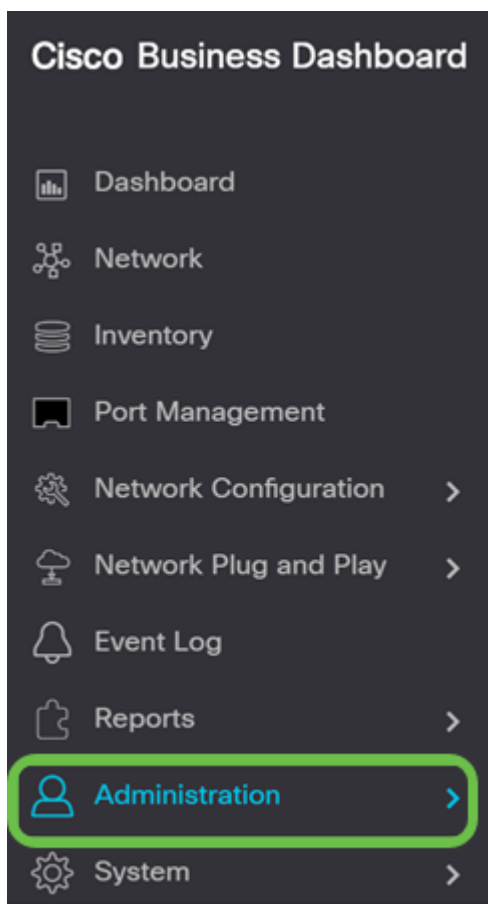 Cisco Business Dashboard
Dashboard
Network
Inventory
Port Management
Network Configuration
Network Plug and Play
Event Log
Reports
Administration
System